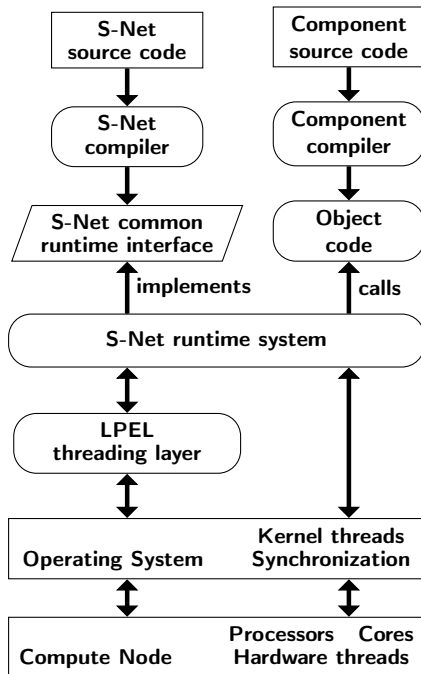 S-Net
source code
Component
source code
S-Net
compiler
Component
compiler
S-Net common
runtime interface
Object
code
implements
calls
S-Net runtime system
LPEL
threading layer
Kernel threads
Operating System Synchronization
Processors Cores
Compute Node Hardware threads